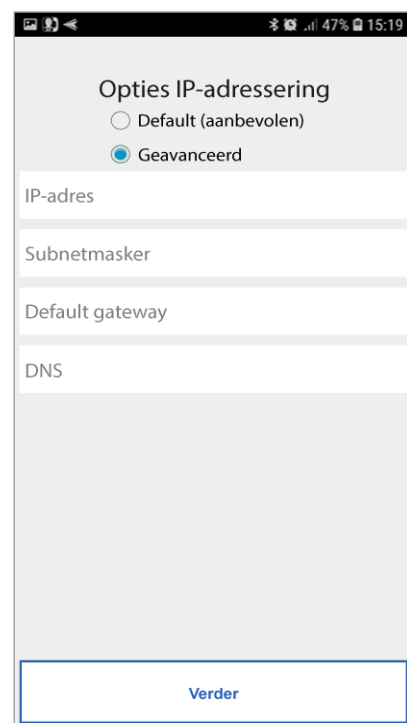 47% 15:19
Opties IP-adressering
Default (aanbevolen)
Geavanceerd
IP-adres
Subnetmasker
Default gateway
DNS
Verder